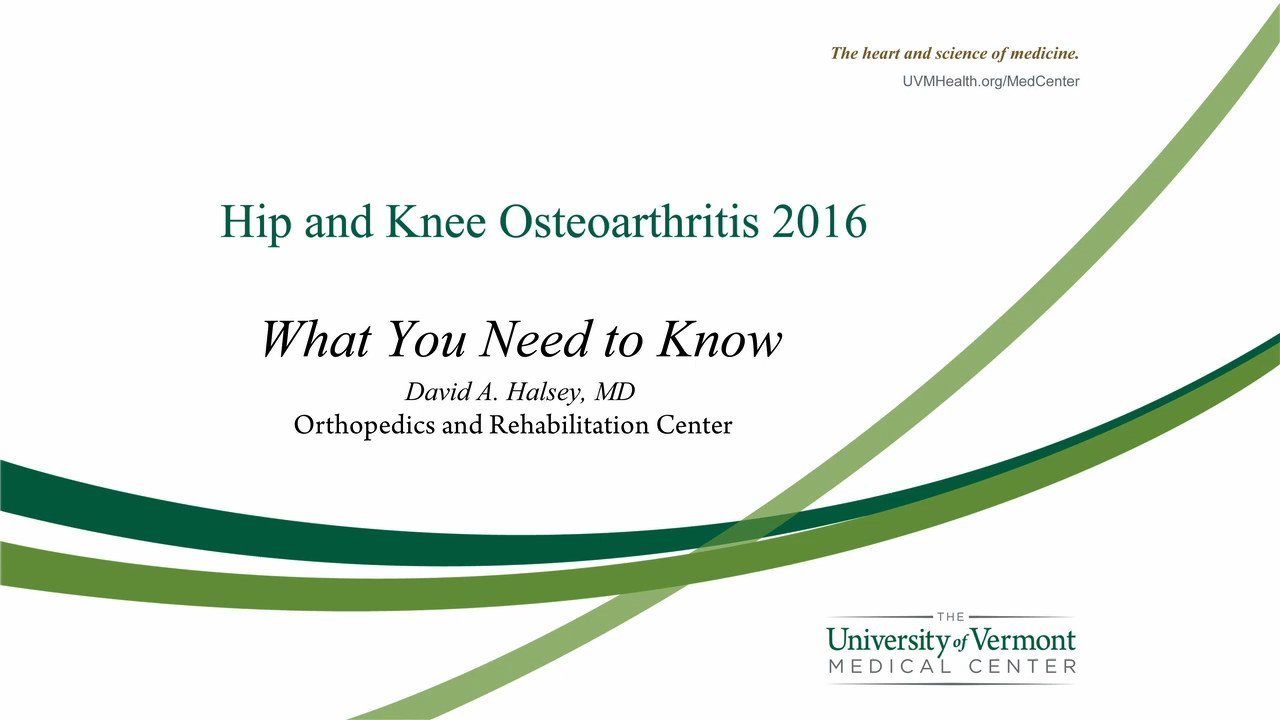 The heart and science of medicine.
UVMHealth.org/MedCenter
Hip and Knee Osteoarthritis 2016
What You Need to Know
David A. Halsey, MD
Orthopedics and Rehabilitation Center
THE
University of Vermont
MEDICAL CENTER